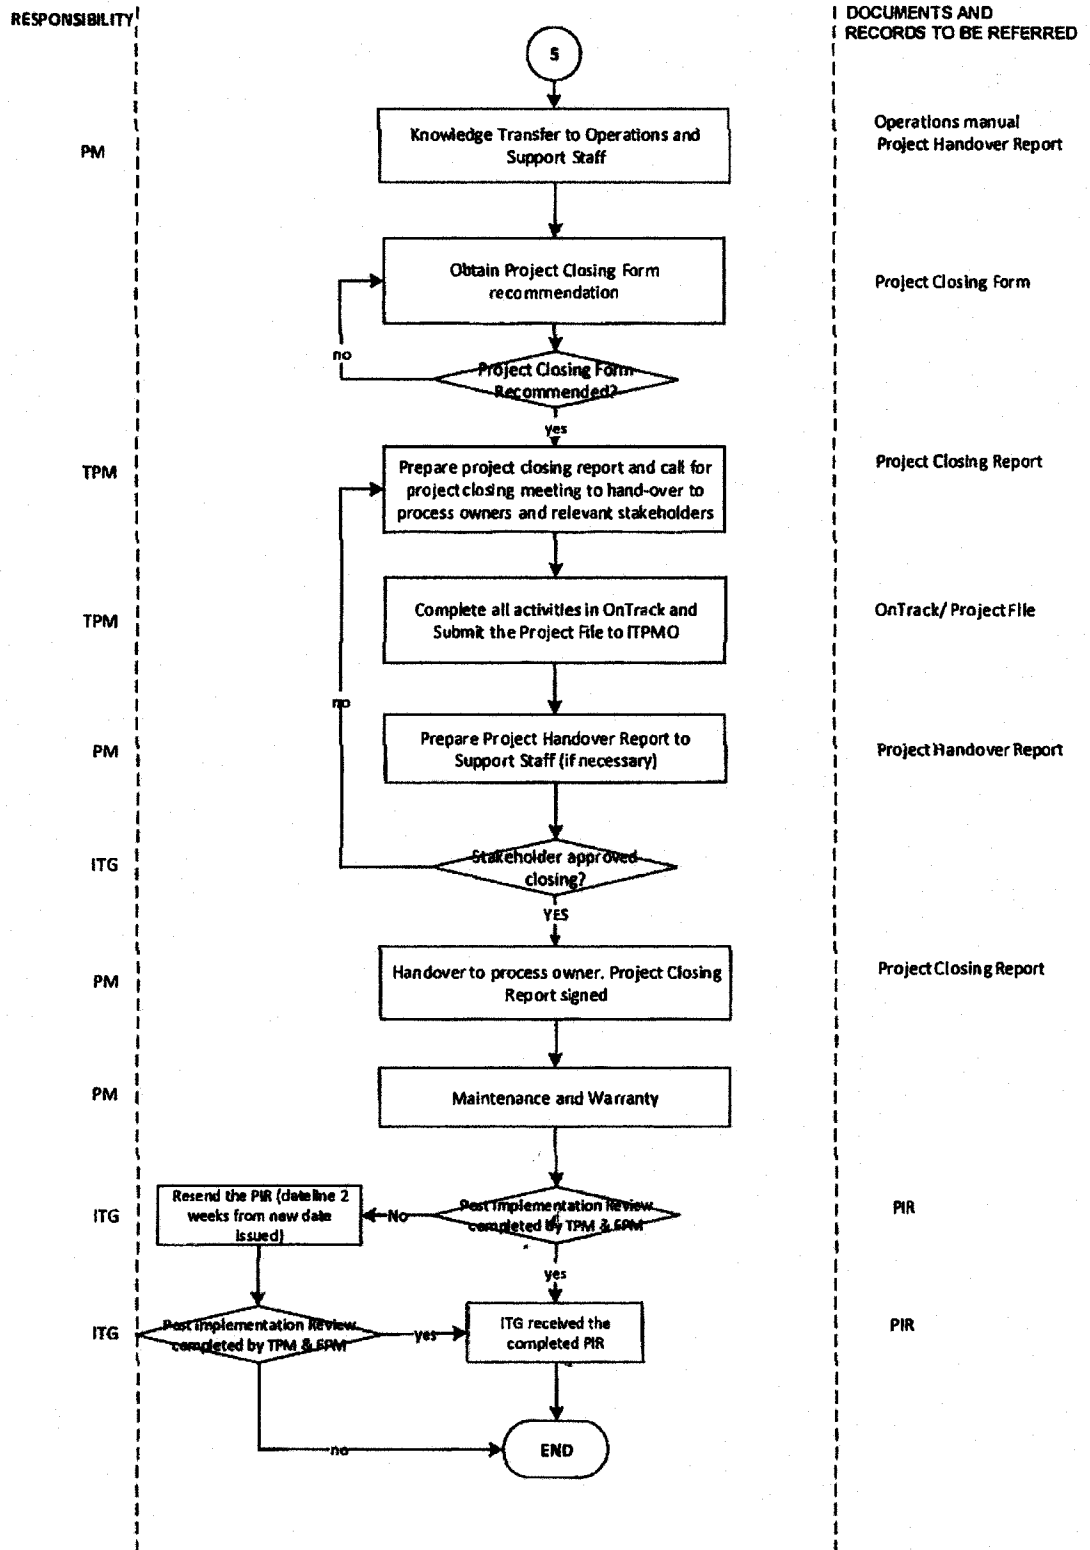 RESPONSIBILITY
DOCUMENTS AND
RECORDS TO BE REFERRED
5
PM
Knowledge Transfer to Operations and
Support Staff
Operations manual
Project Handover Report
Obtain Project Closing Form
recommendation
Project Closing Form
no
Project Closing Form
Recommended?
yes
TPM
Prepare project closing report and call for
project closing meeting to hand-over to
process owners and relevant stakeholders
Project Closing Report
TPM
Complete all activities in OnTrack and
Submit the Project File to ITPMO
OnTrack/ Project File
no
PM
Prepare Project Handover Report to
Support Staff (if necessary)
Project Handover Report
ITG
Stakeholder approved
closing?
YES
PM
Handover to process owner. Project Closing
Report signed
Project Closing Report
PM
Maintenance and Warranty
ITG
Resend the PIR (dateline 2
weeks from new date
issued)
No
Post Implementation Review
completed by TPM &
PIR
yes
ITG
Post Implementation Review
completed by TPM &
yes
ITG received the
completed PIR
PIR
no
END